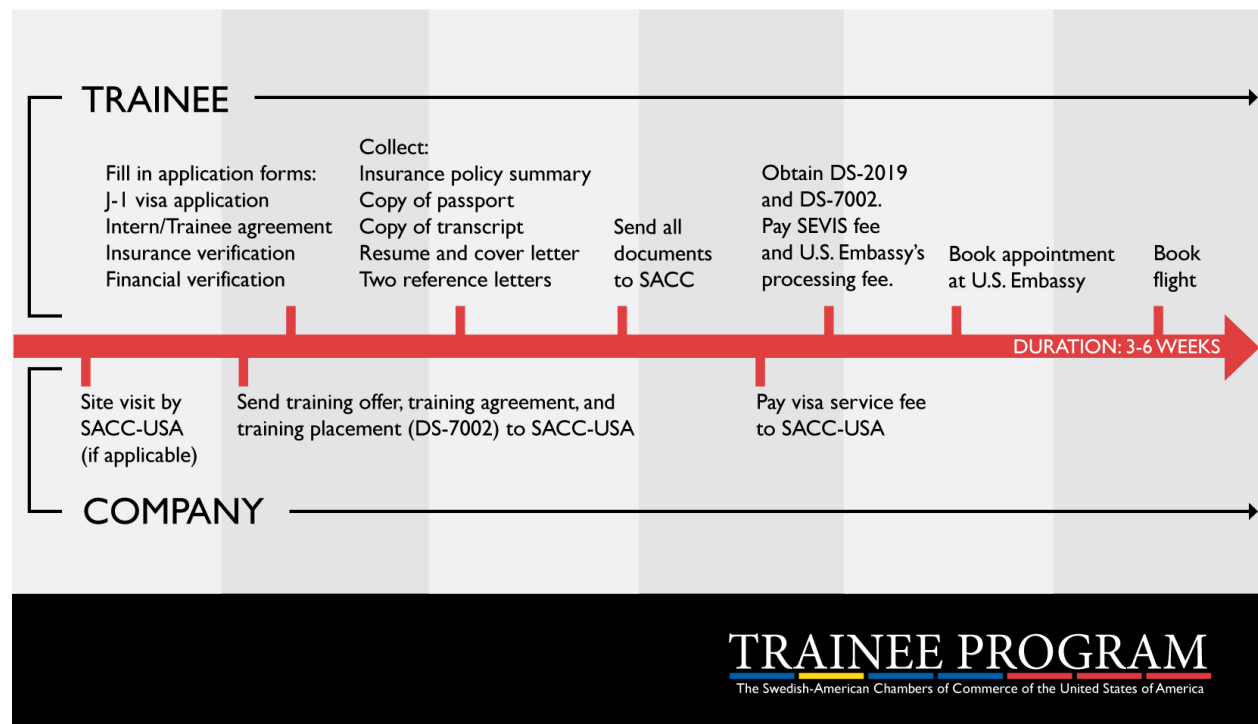 TRAINEE
Fill in application forms:
J-1 visa application
Intern/Trainee agreement
Insurance verification
Financial verification
Collect:
Insurance policy summary
Copy of passport
Copy of transcript
Resume and cover letter
Two reference letters
Send all
documents
to SACC
Obtain DS-2019
and DS-7002.
Pay SEVIS fee
and U.S. Embassy's
processing fee.
Book appointment
at U.S. Embassy
Book
flight
DURATION: 3-6 WEEKS
Site visit by
SACC-USA
(if applicable)
Send training offer, training agreement, and
training placement (DS-7002) to SACC-USA
Pay visa service fee
to SACC-USA
COMPANY
TRAINEE PROGRAM
The Swedish-American Chambers of Commerce of the United States of America